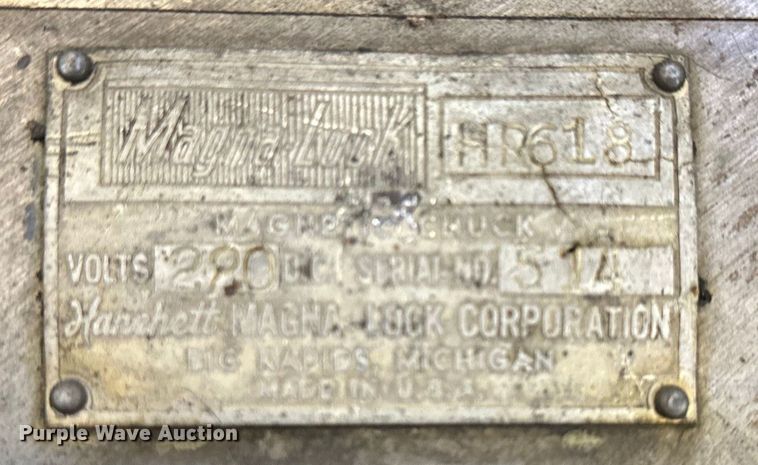 Magna-Lock HR618
MAGNETIC CHUCK
VOLTS 220 D.C. SERIAL NO. 514
Hanchett MAGNA-LOCK CORPORATION
BIG RAPIDS, MICHIGAN
MADE IN U.S.A.
Purple Wave Auction